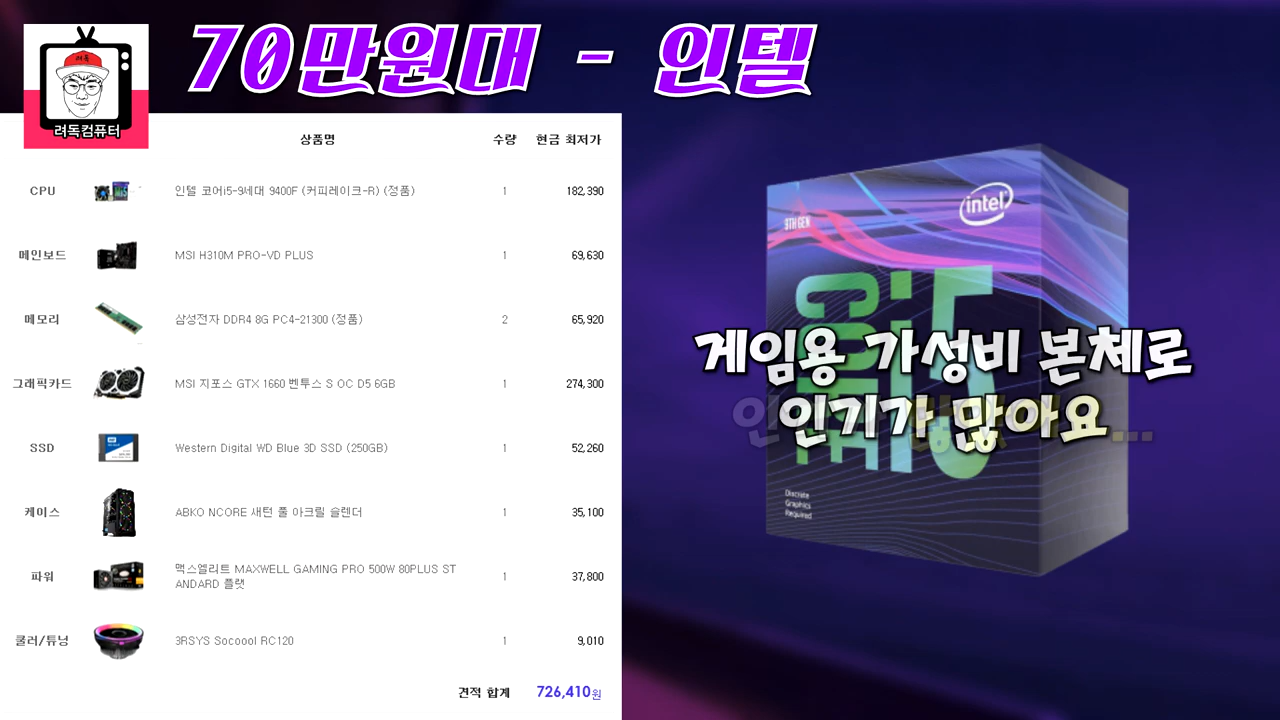 70만원대 - 인텔
려독
려독컴퓨터
상품명 수량 현금 최저가
CPU 인텔 코어i5-9세대 9400F (커피레이크-R) (정품) 1 182,390
메인보드 MSI H310M PRO-VD PLUS 1 69,630
메모리 삼성전자 DDR4 8G PC4-21300 (정품) 2 65,920
그래픽카드 MSI 지포스 GTX 1660 벤투스 S OC D5 6GB 1 274,300
SSD Western Digital WD Blue 3D SSD (250GB) 1 52,260
케이스 ABKO NCORE 새턴 풀 아크릴 슬렌더 1 35,100
파워 맥스엘리트 MAXWELL GAMING PRO 500W 80PLUS ST
ANDARD 플랫 1 37,800
쿨러/튜닝 3RSYS Socoool RC120 1 9,010
견적 합계 726,410원
intel
9TH GEN
CORE i5
게임용 가성비 본체로
인기가 많아요
Discrete
Graphics
Required